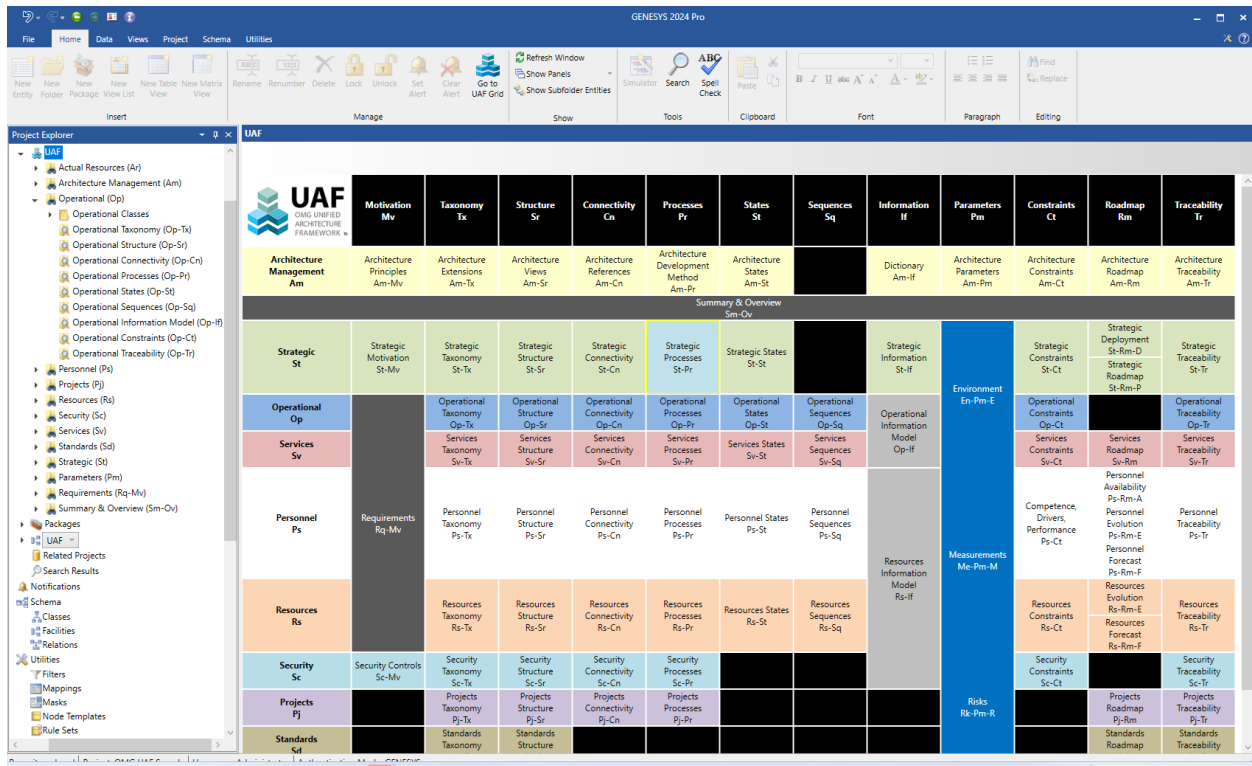 GENESYS 2024 Pro
File Home Data Views Project Schema Utilities
New Entity
New Folder
New Package
New View List
New Table View
New Matrix View
Insert
Rename Renumber Delete Lock Unlock
Set Alert
Clear Alert
Go to UAF Grid
Manage
Refresh Window
Show Panels
Show Subfolder Entities
Show
Simulator
Search
ABC
Spell Check
Tools
Paste
Clipboard
B I U abc A A A
Font
Paragraph
Find
Replace
Editing
Project Explorer
UAF
Actual Resources (Ar)
Architecture Management (Am)
Operational (Op)
Operational Classes
Operational Taxonomy (Op-Tx)
Operational Structure (Op-Sr)
Operational Connectivity (Op-Cn)
Operational Processes (Op-Pr)
Operational States (Op-St)
Operational Sequences (Op-Sq)
Operational Information Model (Op-If)
Operational Constraints (Op-Ct)
Operational Traceability (Op-Tr)
Personnel (Ps)
Projects (Pj)
Resources (Rs)
Security (Sc)
Services (Sv)
Standards (Sd)
Strategic (St)
Parameters (Pm)
Requirements (Rq-Mv)
Summary & Overview (Sm-Ov)
Packages
UAF
Related Projects
Search Results
Notifications
Schema
Classes
Facilities
Relations
Utilities
Filters
Mappings
Masks
Node Templates
Rule Sets
UAF
UAF
OMG UNIFIED
ARCHITECTURE
FRAMEWORK
Motivation
Mv
Taxonomy
Tx
Structure
Sr
Connectivity
Cn
Processes
Pr
States
St
Sequences
Sq
Information
If
Parameters
Pm
Constraints
Ct
Roadmap
Rm
Traceability
Tr
Architecture
Management
Am
Architecture
Principles
Am-Mv
Architecture
Extensions
Am-Tx
Architecture
Views
Am-Sr
Architecture
References
Am-Cn
Architecture
Development
Method
Am-Pr
Architecture
States
Am-St
Dictionary
Am-If
Architecture
Parameters
Am-Pm
Architecture
Constraints
Am-Ct
Architecture
Roadmap
Am-Rm
Architecture
Traceability
Am-Tr
Summary & Overview
Sm-Ov
Strategic
St
Strategic
Motivation
St-Mv
Strategic
Taxonomy
St-Tx
Strategic
Structure
St-Sr
Strategic
Connectivity
St-Cn
Strategic
Processes
St-Pr
Strategic States
St-St
Strategic
Information
St-If
Environment
En-Pm-E
Strategic
Constraints
St-Ct
Strategic
Deployment
St-Rm-D
Strategic
Roadmap
St-Rm-P
Strategic
Traceability
St-Tr
Operational
Op
Requirements
Rq-Mv
Operational
Taxonomy
Op-Tx
Operational
Structure
Op-Sr
Operational
Connectivity
Op-Cn
Operational
Processes
Op-Pr
Operational
States
Op-St
Operational
Sequences
Op-Sq
Operational
Information
Model
Op-If
Operational
Constraints
Op-Ct
Operational
Traceability
Op-Tr
Services
Sv
Services
Taxonomy
Sv-Tx
Services
Structure
Sv-Sr
Services
Connectivity
Sv-Cn
Services
Processes
Sv-Pr
Services States
Sv-St
Services
Sequences
Sv-Sq
Services
Constraints
Sv-Ct
Services
Roadmap
Sv-Rm
Services
Traceability
Sv-Tr
Personnel
Ps
Personnel
Taxonomy
Ps-Tx
Personnel
Structure
Ps-Sr
Personnel
Connectivity
Ps-Cn
Personnel
Processes
Ps-Pr
Personnel States
Ps-St
Personnel
Sequences
Ps-Sq
Resources
Information
Model
Rs-If
Measurements
Me-Pm-M
Competence,
Drivers,
Performance
Ps-Ct
Personnel
Availability
Ps-Rm-A
Personnel
Evolution
Ps-Rm-E
Personnel
Forecast
Ps-Rm-F
Personnel
Traceability
Ps-Tr
Resources
Rs
Resources
Taxonomy
Rs-Tx
Resources
Structure
Rs-Sr
Resources
Connectivity
Rs-Cn
Resources
Processes
Rs-Pr
Resources States
Rs-St
Resources
Sequences
Rs-Sq
Resources
Constraints
Rs-Ct
Resources
Evolution
Rs-Rm-E
Resources
Forecast
Rs-Rm-F
Resources
Traceability
Rs-Tr
Security
Sc
Security Controls
Sc-Mv
Security
Taxonomy
Sc-Tx
Security
Structure
Sc-Sr
Security
Connectivity
Sc-Cn
Security
Processes
Sc-Pr
Security
Constraints
Sc-Ct
Security
Traceability
Sc-Tr
Projects
Pj
Projects
Taxonomy
Pj-Tx
Projects
Structure
Pj-Sr
Projects
Connectivity
Pj-Cn
Projects
Processes
Pj-Pr
Risks
Rk-Pm-R
Projects
Roadmap
Pj-Rm
Projects
Traceability
Pj-Tr
Standards
Sd
Standards
Taxonomy
Standards
Structure
Standards
Roadmap
Standards
Traceability